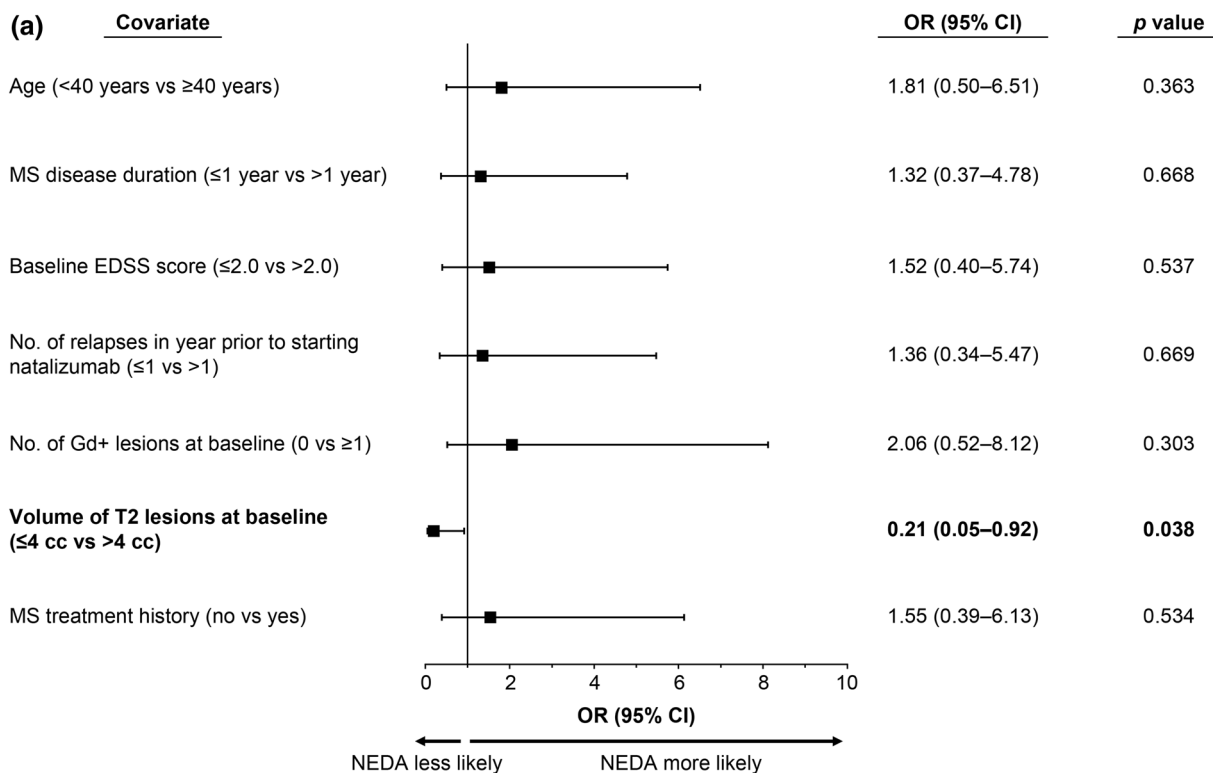 (a) Covariate OR (95% CI) p value
Age (<40 years vs ≥40 years) 1.81 (0.50–6.51) 0.363
MS disease duration (≤1 year vs >1 year) 1.32 (0.37–4.78) 0.668
Baseline EDSS score (≤2.0 vs >2.0) 1.52 (0.40–5.74) 0.537
No. of relapses in year prior to starting
natalizumab (≤1 vs >1) 1.36 (0.34–5.47) 0.669
No. of Gd+ lesions at baseline (0 vs ≥1) 2.06 (0.52–8.12) 0.303
Volume of T2 lesions at baseline
(≤4 cc vs >4 cc) 0.21 (0.05–0.92) 0.038
MS treatment history (no vs yes) 1.55 (0.39–6.13) 0.534
0 2 4 6 8 10
OR (95% CI)
NEDA less likely NEDA more likely